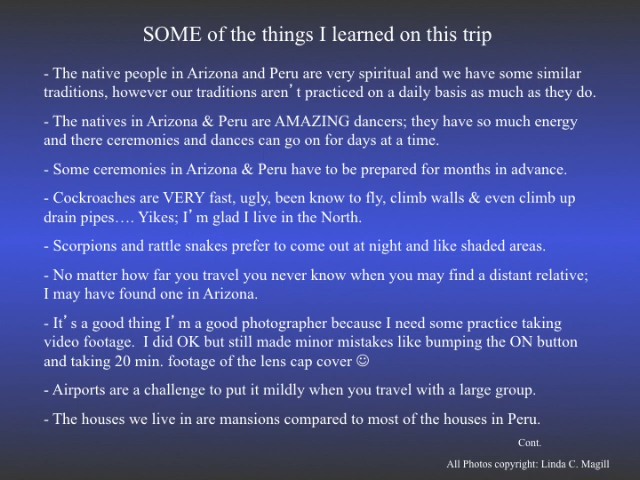 SOME of the things I learned on this trip
- The native people in Arizona and Peru are very spiritual and we have some similar
traditions, however our traditions aren’t practiced on a daily basis as much as they do.
- The natives in Arizona & Peru are AMAZING dancers; they have so much energy
and there ceremonies and dances can go on for days at a time.
- Some ceremonies in Arizona & Peru have to be prepared for months in advance.
- Cockroaches are VERY fast, ugly, been know to fly, climb walls & even climb up
drain pipes…. Yikes; I’m glad I live in the North.
- Scorpions and rattle snakes prefer to come out at night and like shaded areas.
- No matter how far you travel you never know when you may find a distant relative;
I may have found one in Arizona.
- It’s a good thing I’m a good photographer because I need some practice taking
video footage.  I did OK but still made minor mistakes like bumping the ON button
and taking 20 min. footage of the lens cap cover ☺
- Airports are a challenge to put it mildly when you travel with a large group.
- The houses we live in are mansions compared to most of the houses in Peru.
Cont.
All Photos copyright: Linda C. Magill